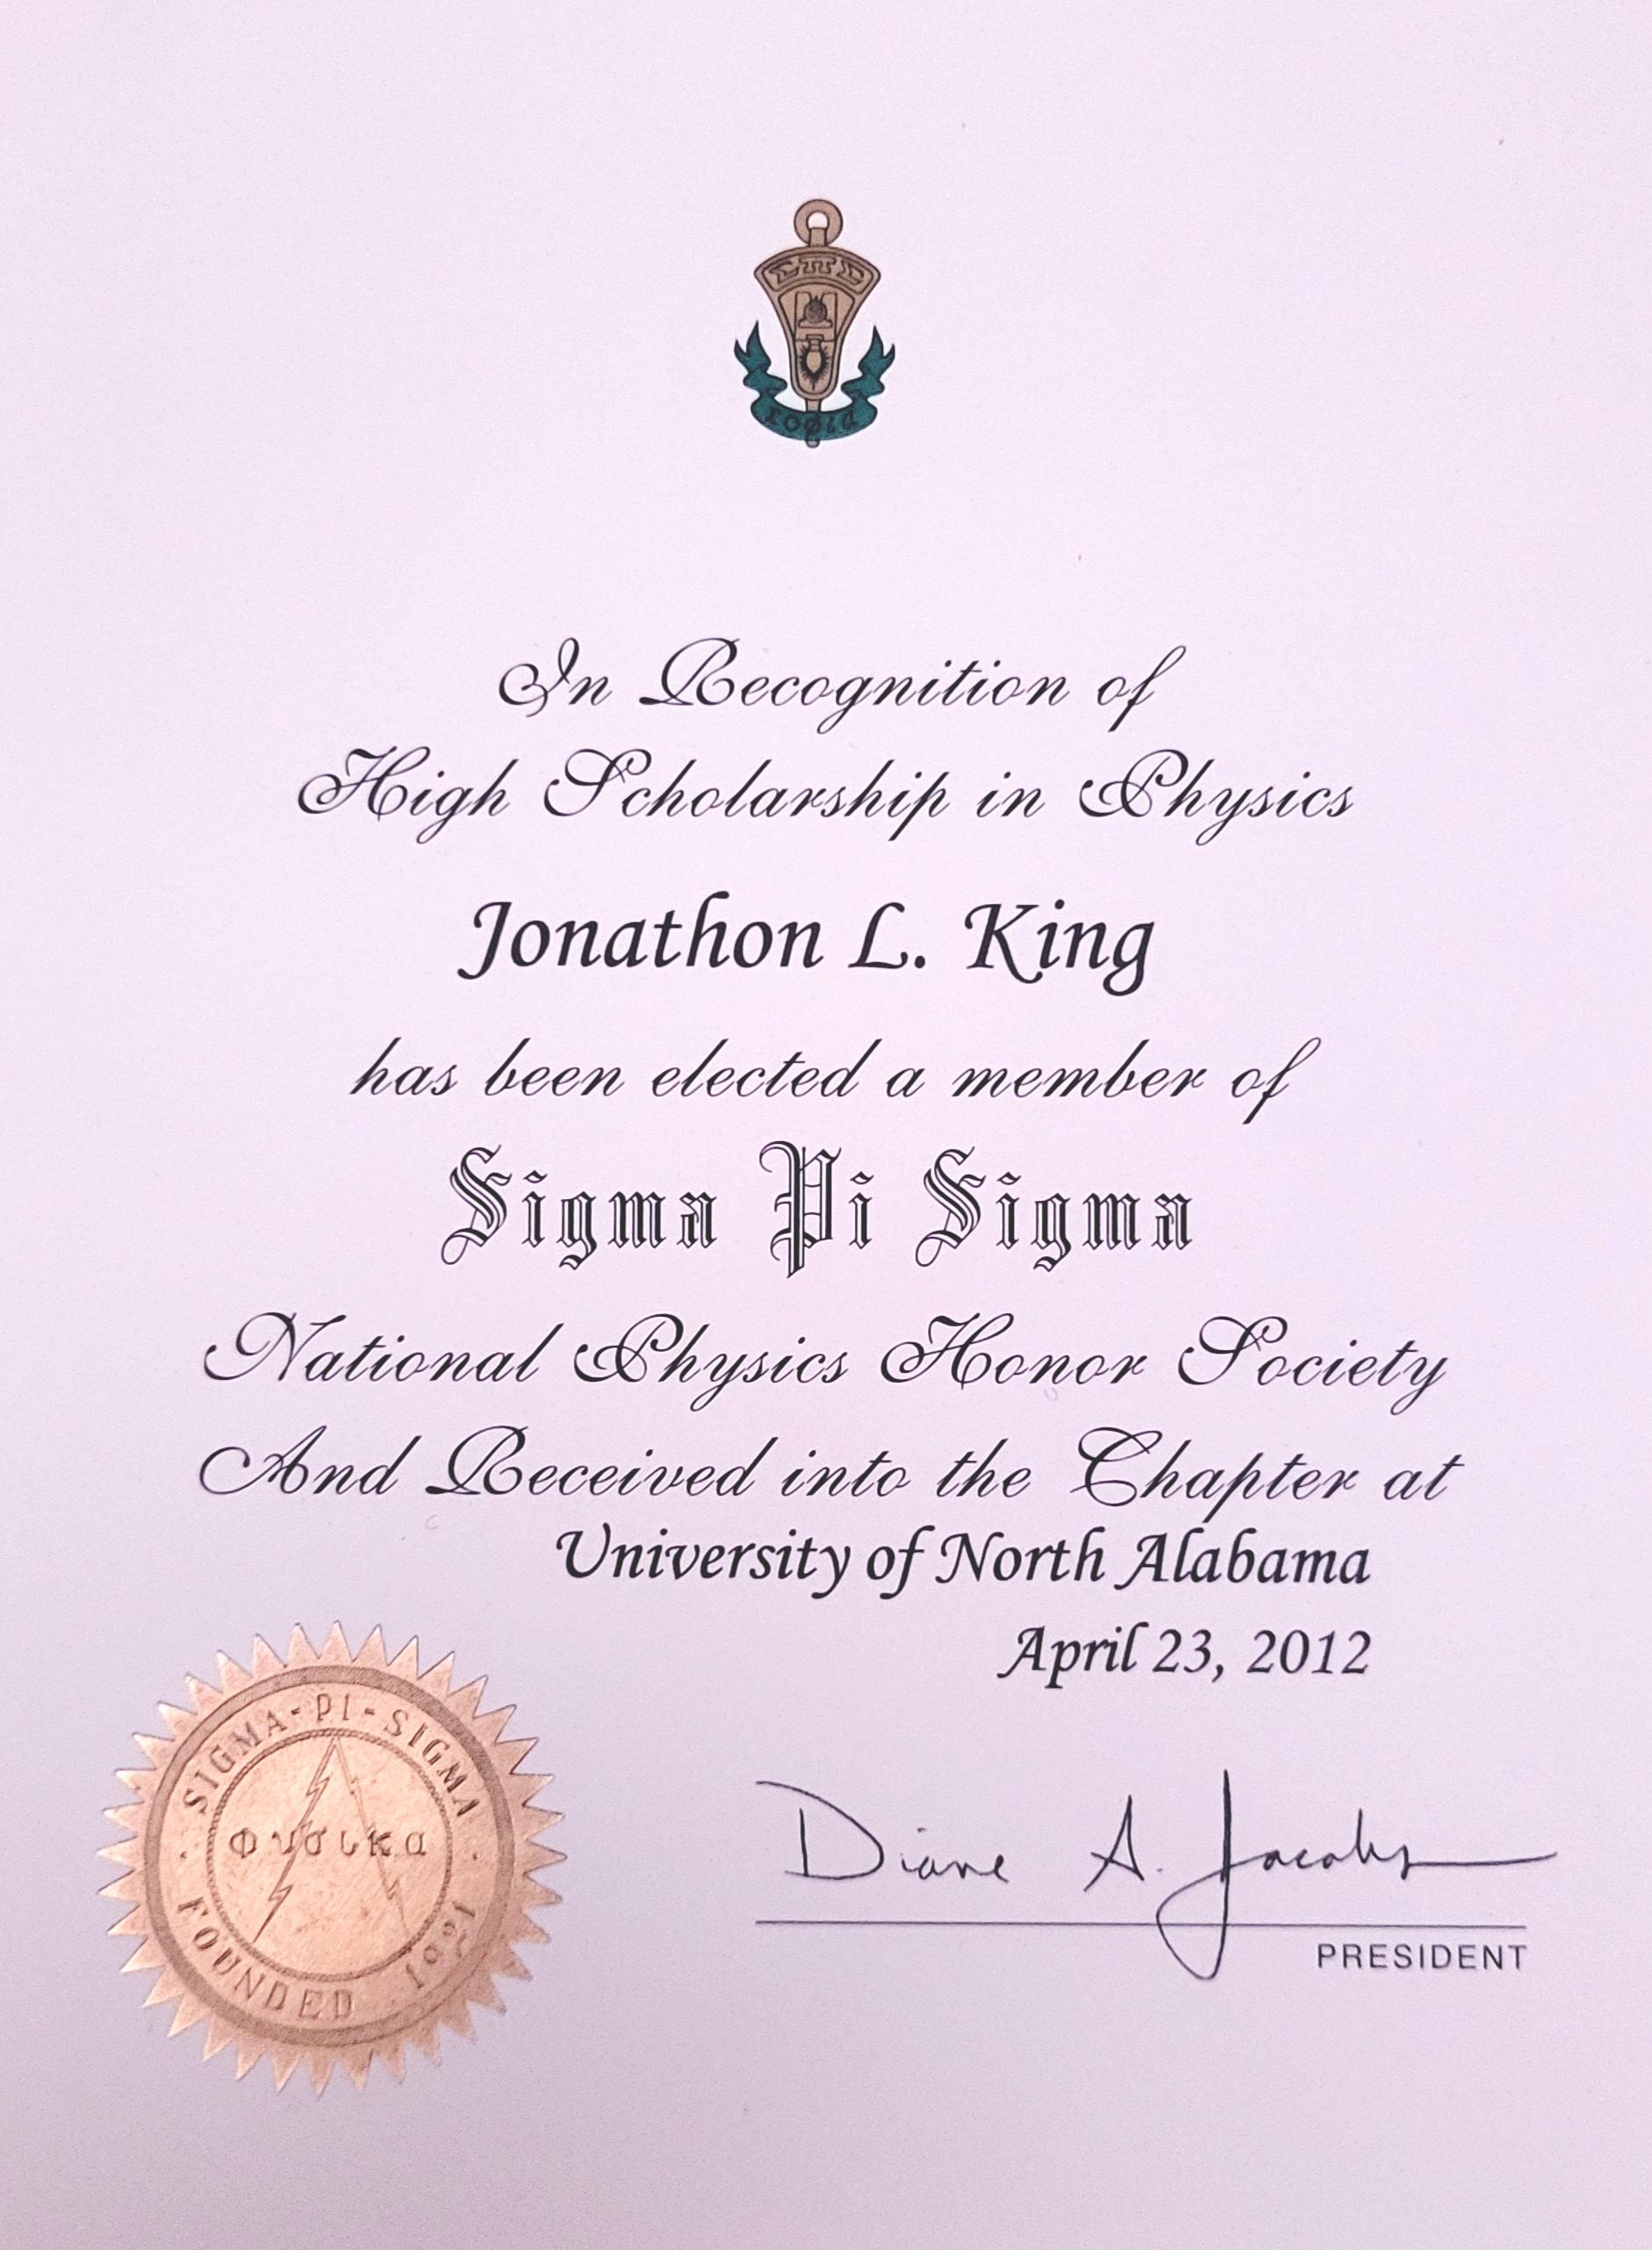 ΣΠΣ
In Recognition of
High Scholarship in Physics
Jonathon L. King
has been elected a member of
Sigma Pi Sigma
National Physics Honor Society
And Received into the Chapter at
University of North Alabama
April 23, 2012
SIGMA-PI-SIGMA
Φυσικα
FOUNDED 1921
Diane A. Jacobs
PRESIDENT